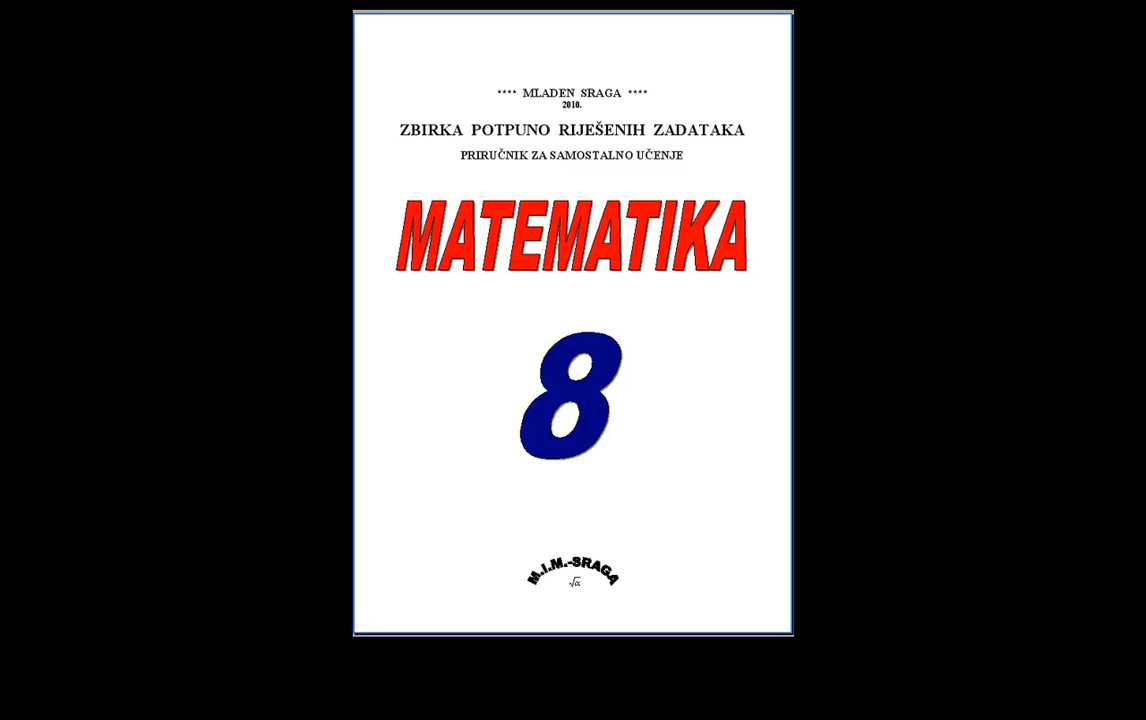 **** MLADEN SRAGA ****
2010.
ZBIRKA POTPUNO RIJEŠENIH ZADATAKA
PRIRUČNIK ZA SAMOSTALNO UČENJE
MATEMATIKA
8
M.I.M.-SRAGA
√α